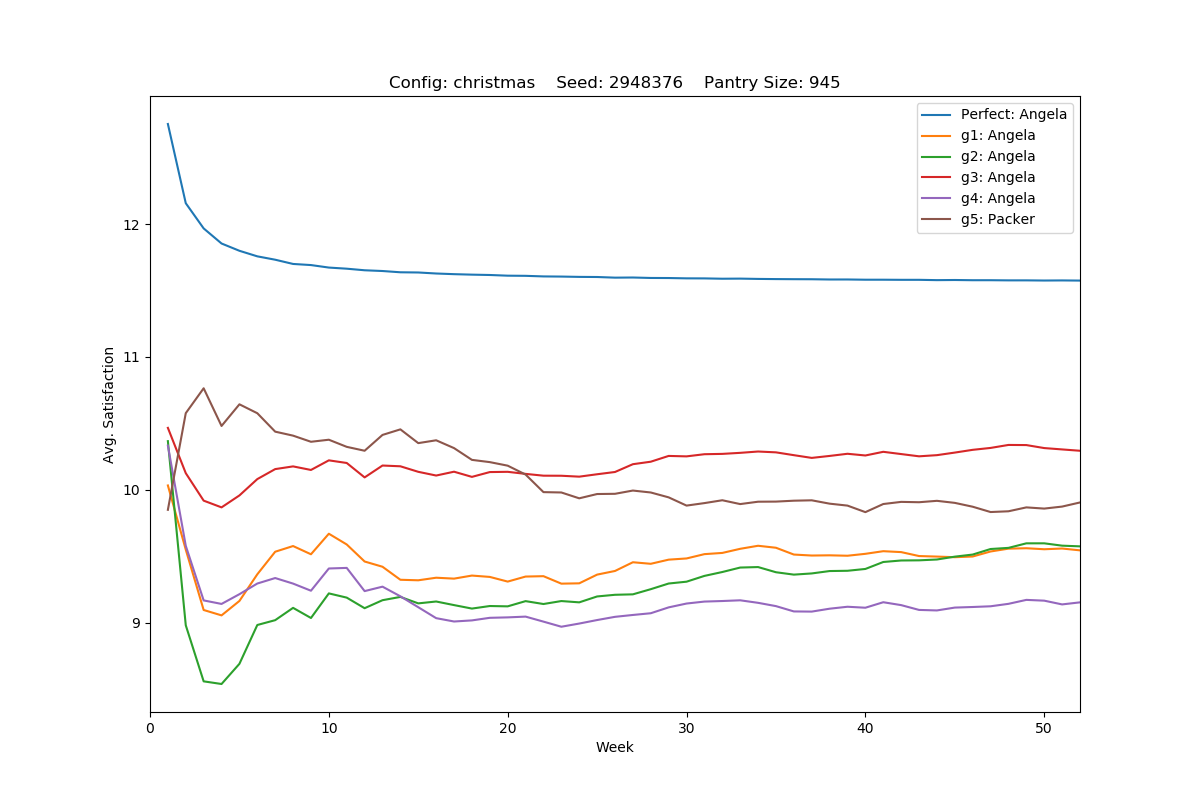 Config: christmas    Seed: 2948376    Pantry Size: 945
Perfect: Angela
g1: Angela
g2: Angela
g3: Angela
g4: Angela
g5: Packer
12
11
10
9
Avg. Satisfaction
0 10 20 30 40 50
Week